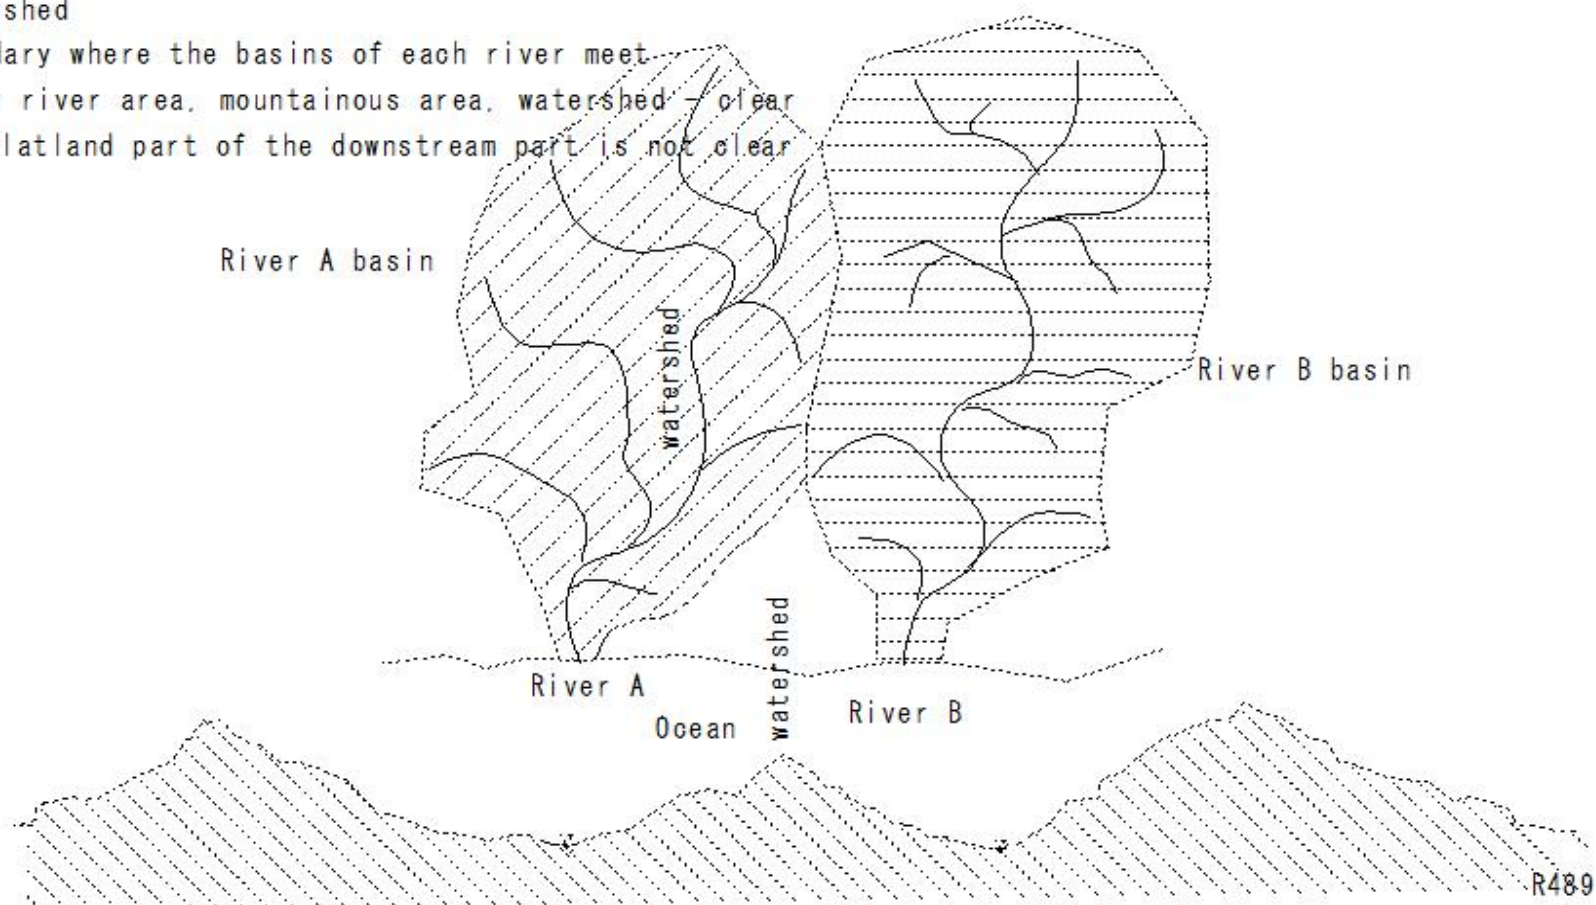 shed
dary where the basins of each river meet
river area, mountainous area, watershed - clear
latland part of the downstream part is not clear
River A basin
watershed
River B basin
watershed
River A
River B
Ocean
R489